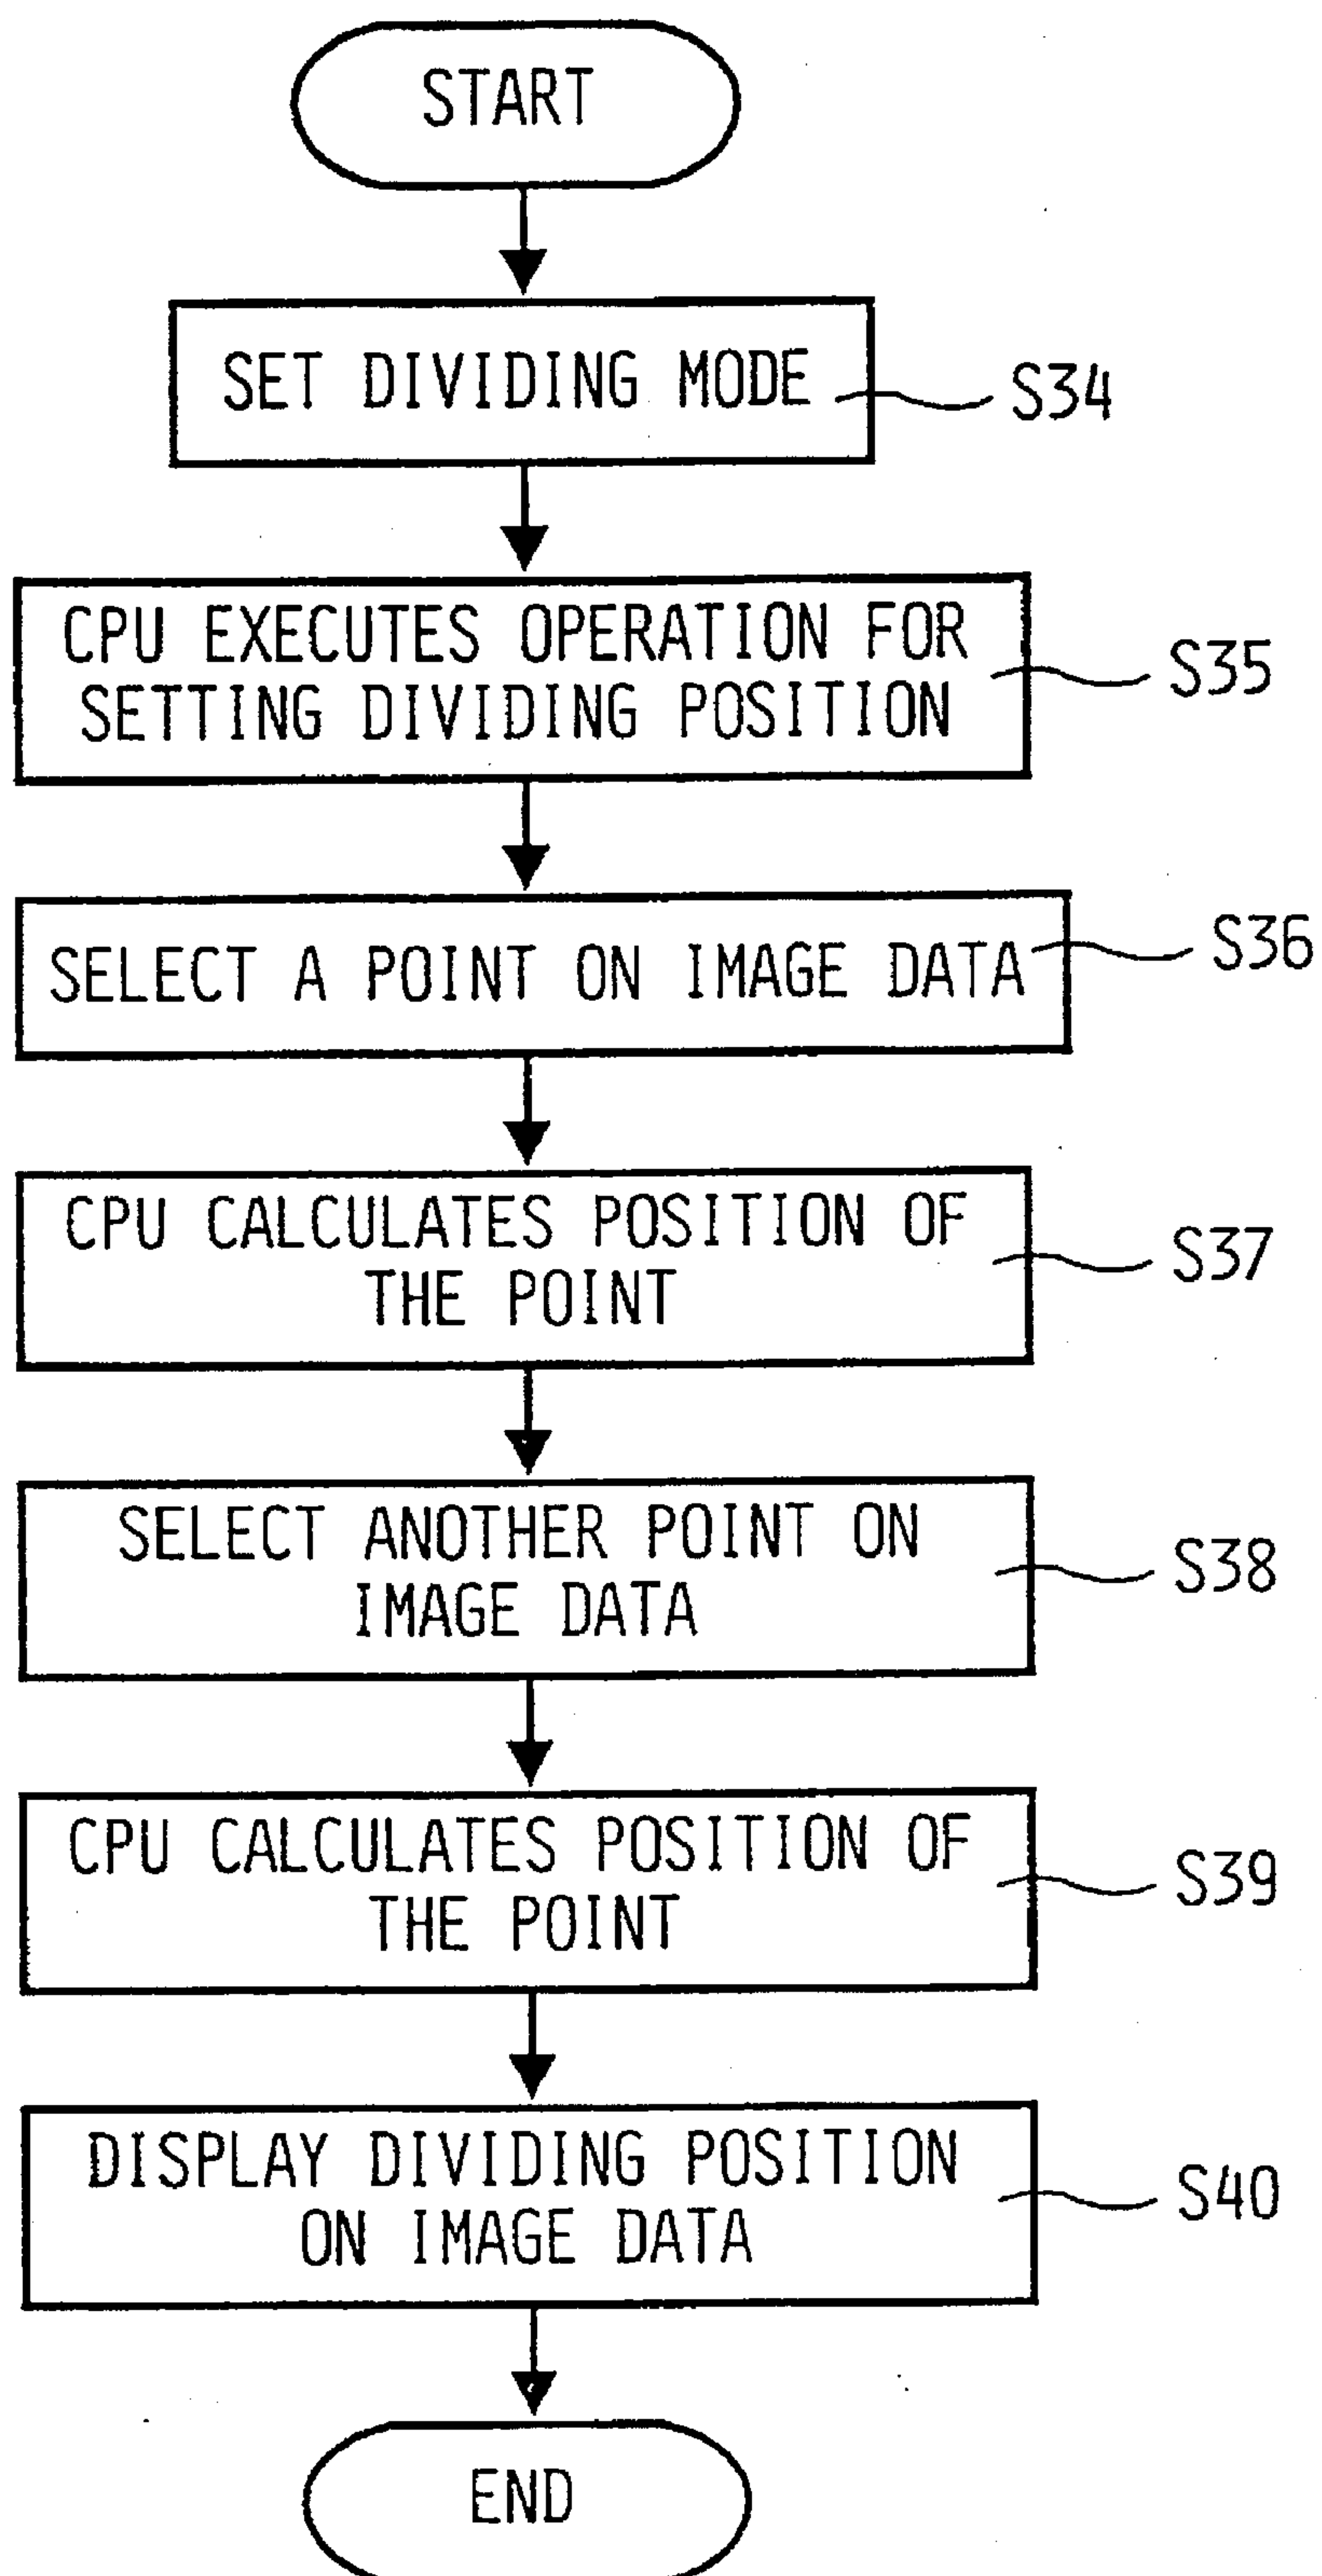 START
SET DIVIDING MODE
S34
CPU EXECUTES OPERATION FOR
SETTING DIVIDING POSITION
S35
SELECT A POINT ON IMAGE DATA
S36
CPU CALCULATES POSITION OF
THE POINT
S37
SELECT ANOTHER POINT ON
IMAGE DATA
S38
CPU CALCULATES POSITION OF
THE POINT
S39
DISPLAY DIVIDING POSITION
ON IMAGE DATA
S40
END